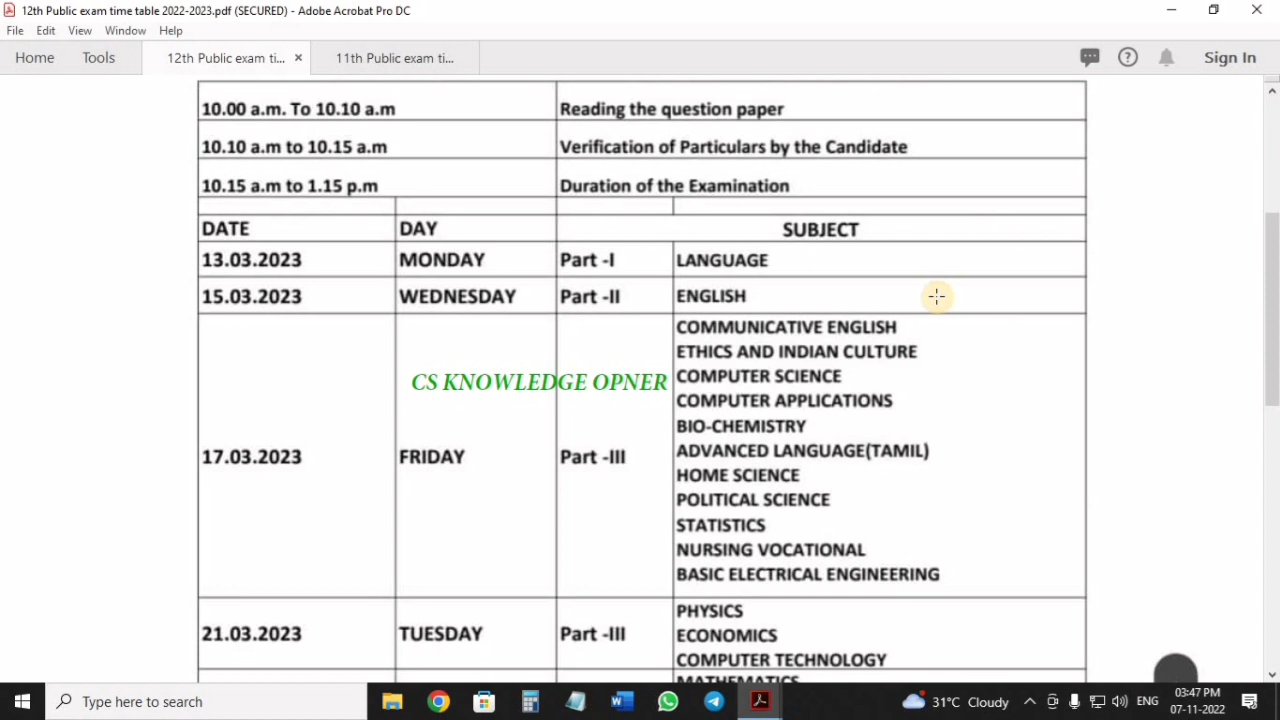 12th Public exam time table 2022-2023.pdf (SECURED) - Adobe Acrobat Pro DC
File Edit View Window Help
Home Tools 12th Public exam ti... × 11th Public exam ti... Sign In
10.00 a.m. To 10.10 a.m Reading the question paper
10.10 a.m to 10.15 a.m Verification of Particulars by the Candidate
10.15 a.m to 1.15 p.m Duration of the Examination
DATE DAY SUBJECT
13.03.2023 MONDAY Part -I LANGUAGE
15.03.2023 WEDNESDAY Part -II ENGLISH
COMMUNICATIVE ENGLISH
ETHICS AND INDIAN CULTURE
CS KNOWLEDGE OPNER COMPUTER SCIENCE
COMPUTER APPLICATIONS
BIO-CHEMISTRY
17.03.2023 FRIDAY Part -III ADVANCED LANGUAGE(TAMIL)
HOME SCIENCE
POLITICAL SCIENCE
STATISTICS
NURSING VOCATIONAL
BASIC ELECTRICAL ENGINEERING
PHYSICS
21.03.2023 TUESDAY Part -III ECONOMICS
COMPUTER TECHNOLOGY
MATHEMATICS
Type here to search 31°C Cloudy ENG 03:47 PM
07-11-2022